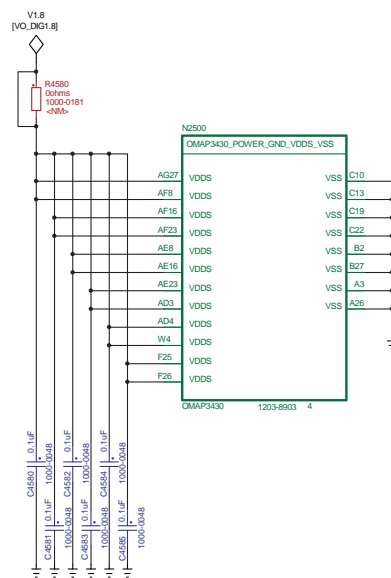 V1.8
[VO_DIG1.8]
R4580
0ohms
1000-0181
<NM>
N2500
OMAP3430_POWER_GND_VDDS_VSS
AG27 VDDS VSS C10
AF8 VDDS VSS C13
AF16 VDDS VSS C19
AF23 VDDS VSS C22
AE8 VDDS VSS B2
AE16 VDDS VSS B27
AE23 VDDS VSS A3
AD3 VDDS VSS A26
AD4 VDDS
W4 VDDS
F25 VDDS
F26 VDDS
OMAP3430 1203-8903 4
C4580 0.1uF 1000-0048
C4582 0.1uF 1000-0048
C4584 0.1uF 1000-0048
C4581 0.1uF 1000-0048
C4583 0.1uF 1000-0048
C4585 0.1uF 1000-0048